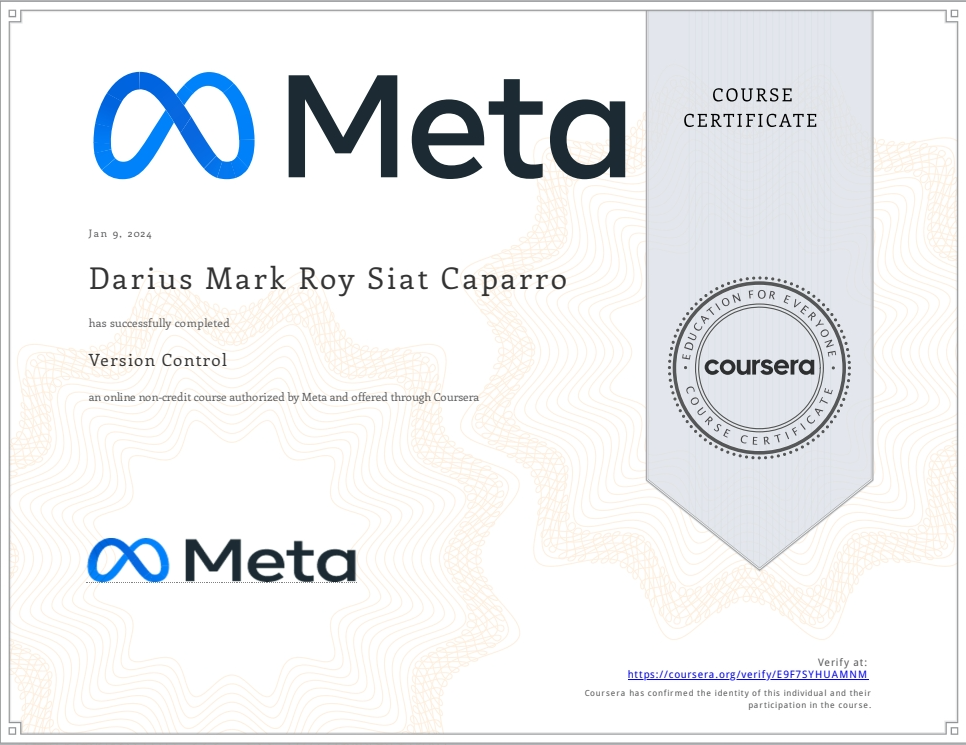 Meta
COURSE
CERTIFICATE
Jan 9, 2024
Darius Mark Roy Siat Caparro
has successfully completed
Version Control
an online non-credit course authorized by Meta and offered through Coursera
EDUCATION FOR EVERYONE
coursera
COURSE CERTIFICATE
Meta
Verify at:
https://coursera.org/verify/E9F7SYHUAMNM
Coursera has confirmed the identity of this individual and their
participation in the course.